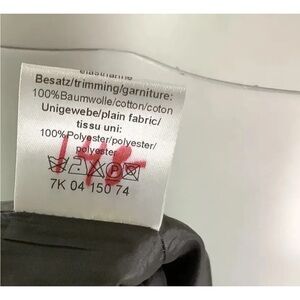 elasthanne
Besatz/trimming/garniture:
100%Baumwolle/cotton/coton
Unigewebe/plain fabric/
tissu uni:
100%Polyester/polyester/
polyester
7K 04 150 74